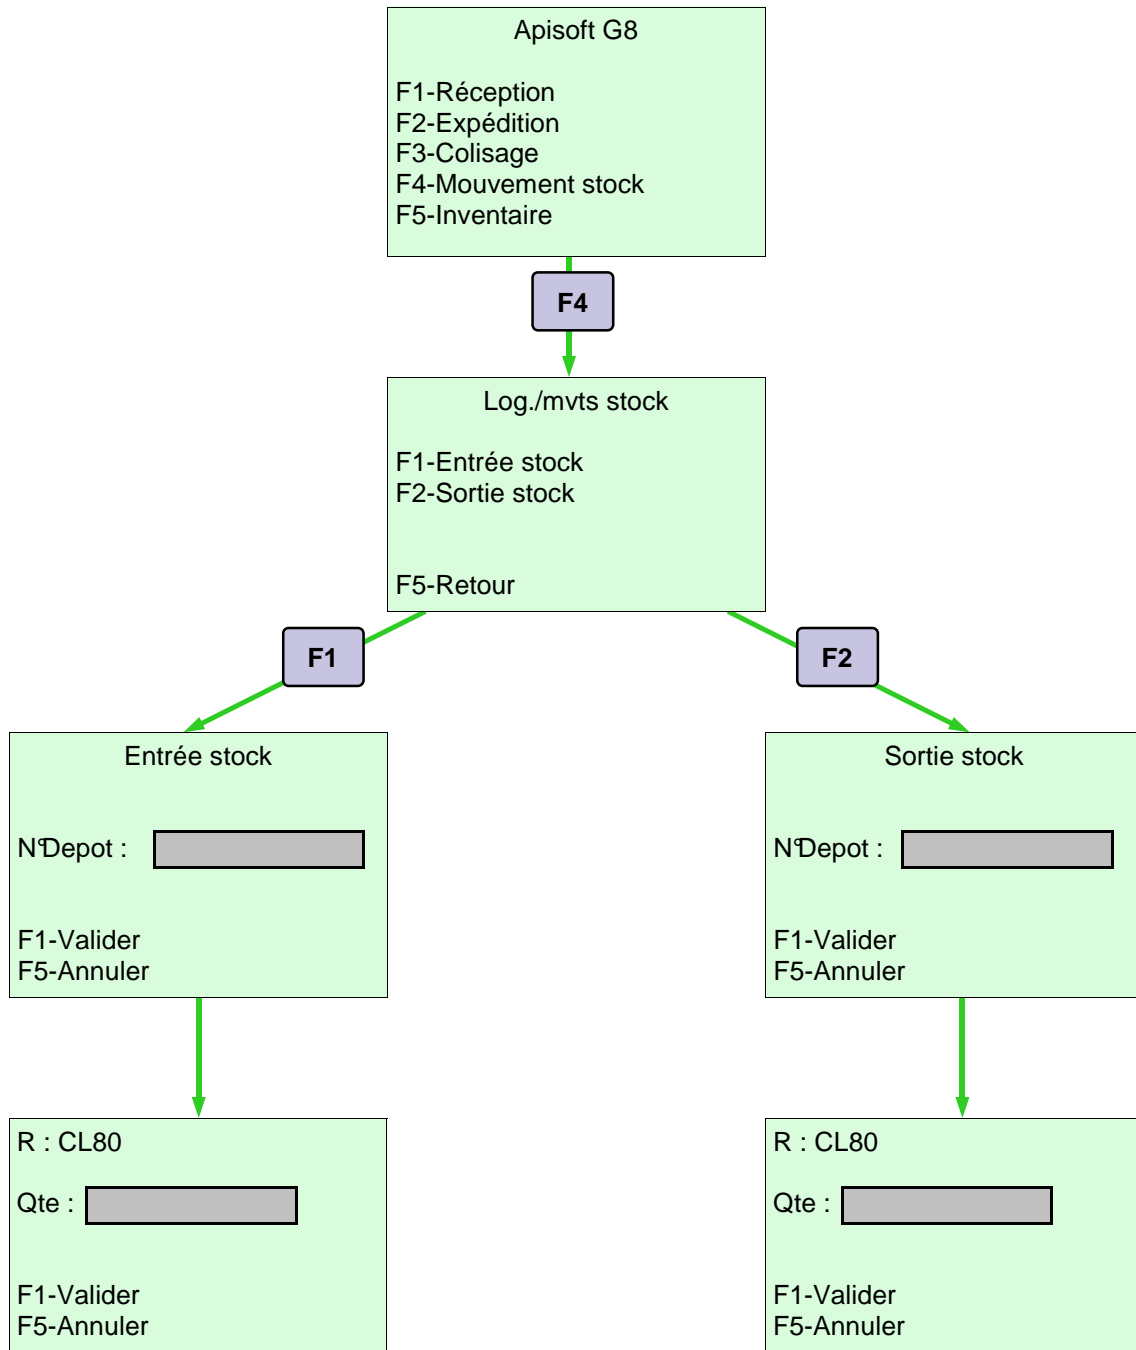 Apisoft G8
F1-Réception
F2-Expédition
F3-Colisage
F4-Mouvement stock
F5-Inventaire
F4
Log./mvts stock
F1-Entrée stock
F2-Sortie stock
F5-Retour
F1
F2
Entrée stock
N°Depot :
F1-Valider
F5-Annuler
Sortie stock
N°Depot :
F1-Valider
F5-Annuler
R : CL80
Qte :
F1-Valider
F5-Annuler
R : CL80
Qte :
F1-Valider
F5-Annuler